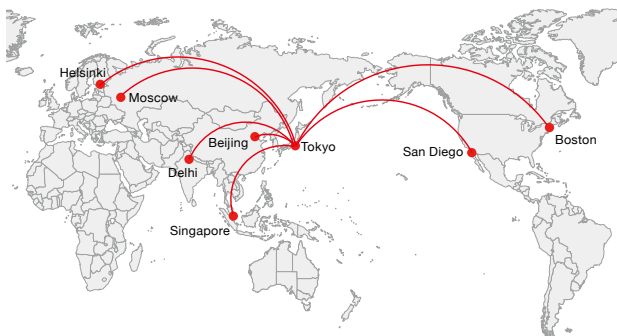 Helsinki
Moscow
Beijing
Tokyo
San Diego
Boston
Delhi
Singapore